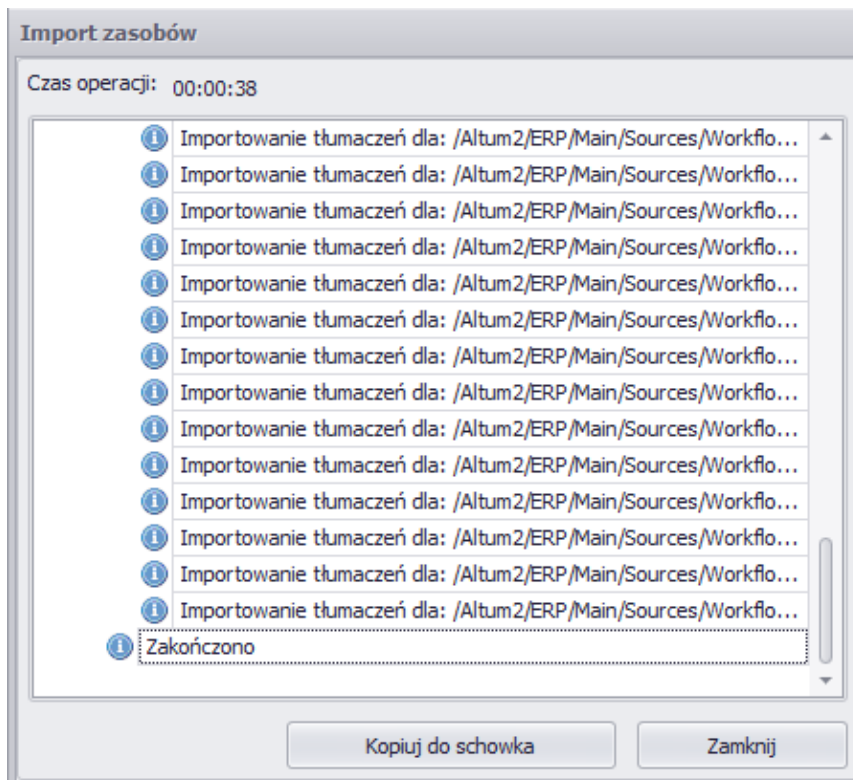 Import zasobów
Czas operacji: 00:00:38
Importowanie tłumaczeń dla: /Altum2/ERP/Main/Sources/Workflo...
Importowanie tłumaczeń dla: /Altum2/ERP/Main/Sources/Workflo...
Importowanie tłumaczeń dla: /Altum2/ERP/Main/Sources/Workflo...
Importowanie tłumaczeń dla: /Altum2/ERP/Main/Sources/Workflo...
Importowanie tłumaczeń dla: /Altum2/ERP/Main/Sources/Workflo...
Importowanie tłumaczeń dla: /Altum2/ERP/Main/Sources/Workflo...
Importowanie tłumaczeń dla: /Altum2/ERP/Main/Sources/Workflo...
Importowanie tłumaczeń dla: /Altum2/ERP/Main/Sources/Workflo...
Importowanie tłumaczeń dla: /Altum2/ERP/Main/Sources/Workflo...
Importowanie tłumaczeń dla: /Altum2/ERP/Main/Sources/Workflo...
Importowanie tłumaczeń dla: /Altum2/ERP/Main/Sources/Workflo...
Importowanie tłumaczeń dla: /Altum2/ERP/Main/Sources/Workflo...
Importowanie tłumaczeń dla: /Altum2/ERP/Main/Sources/Workflo...
Importowanie tłumaczeń dla: /Altum2/ERP/Main/Sources/Workflo...
Zakończono
Kopiuj do schowka Zamknij